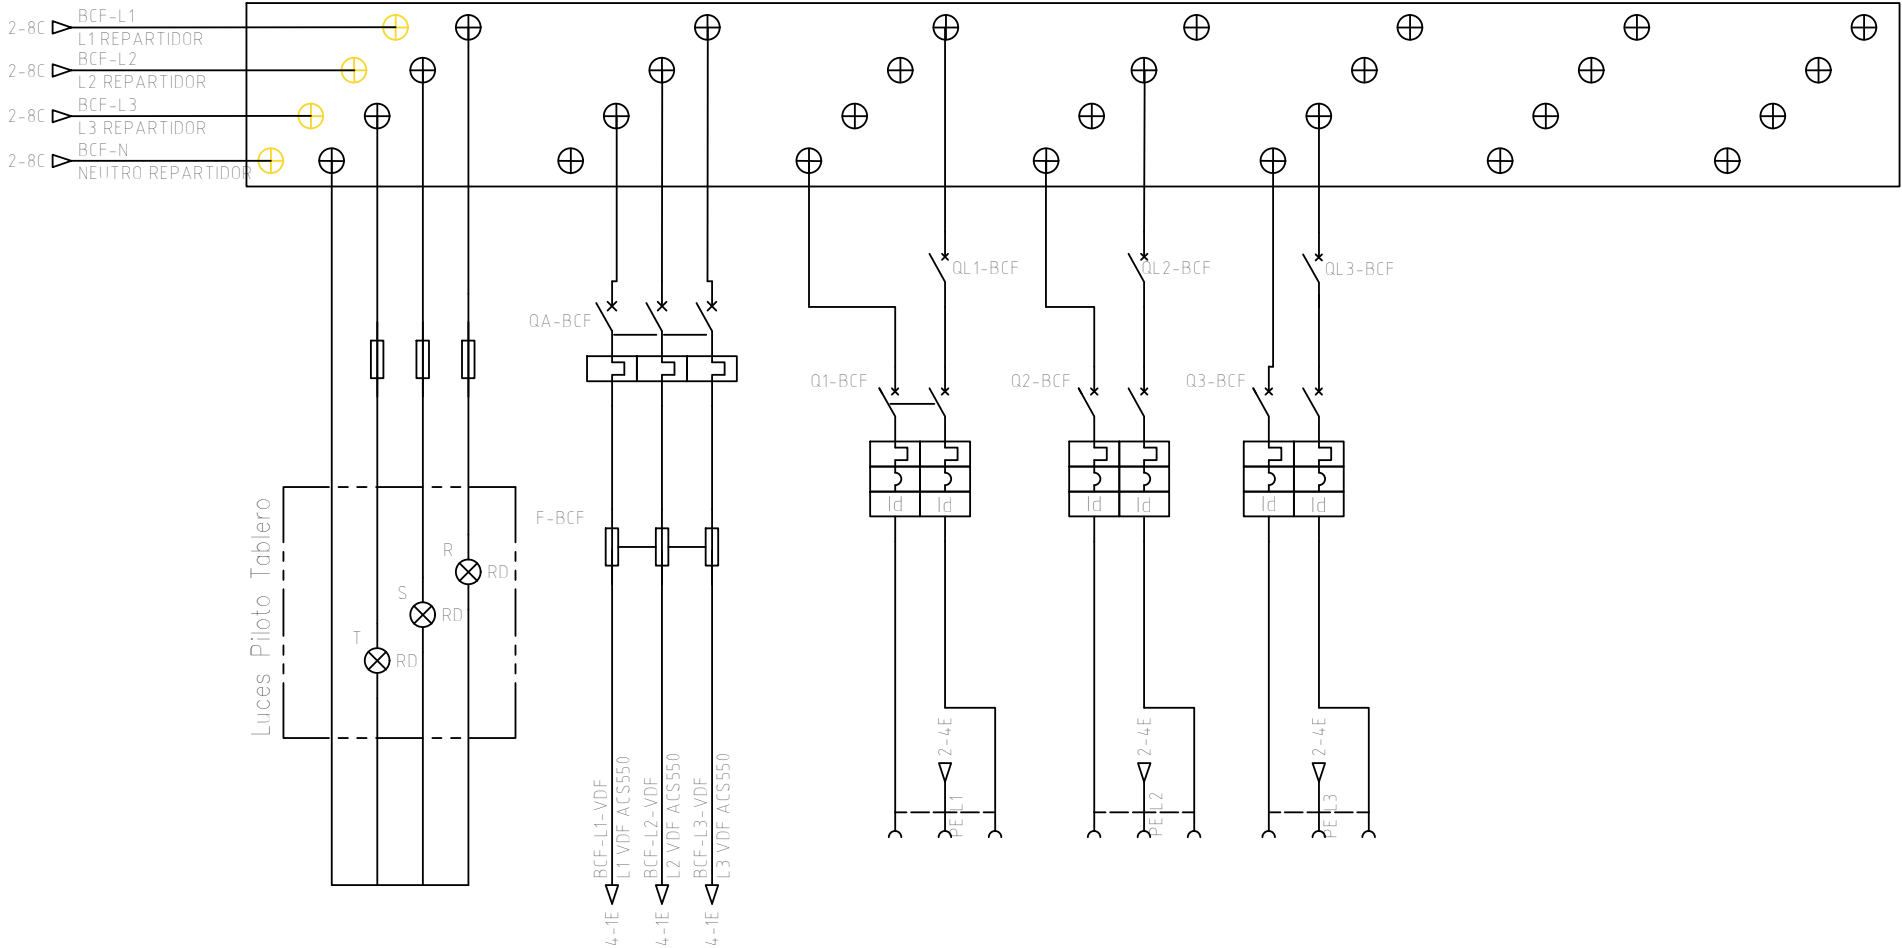 2-8C
BCF-L1
L1 REPARTIDOR
2-8C
BCF-L2
L2 REPARTIDOR
2-8C
BCF-L3
L3 REPARTIDOR
2-8C
BCF-N
NEUTRO REPARTIDOR
QL1-BCF
QL2-BCF
QL3-BCF
QA-BCF
Q1-BCF
Q2-BCF
Q3-BCF
Id
Id
Id
Id
Id
Id
F-BCF
Luces Piloto Tablero
R
RD
S
RD
T
RD
BCF-L1-VDF
L1 VDF ACS550
BCF-L2-VDF
L2 VDF ACS550
BCF-L3-VDF
L3 VDF ACS550
2-4E
2-4E
2-4E
PE-L1
PE-L2
PE-L3
4-1E
4-1E
4-1E